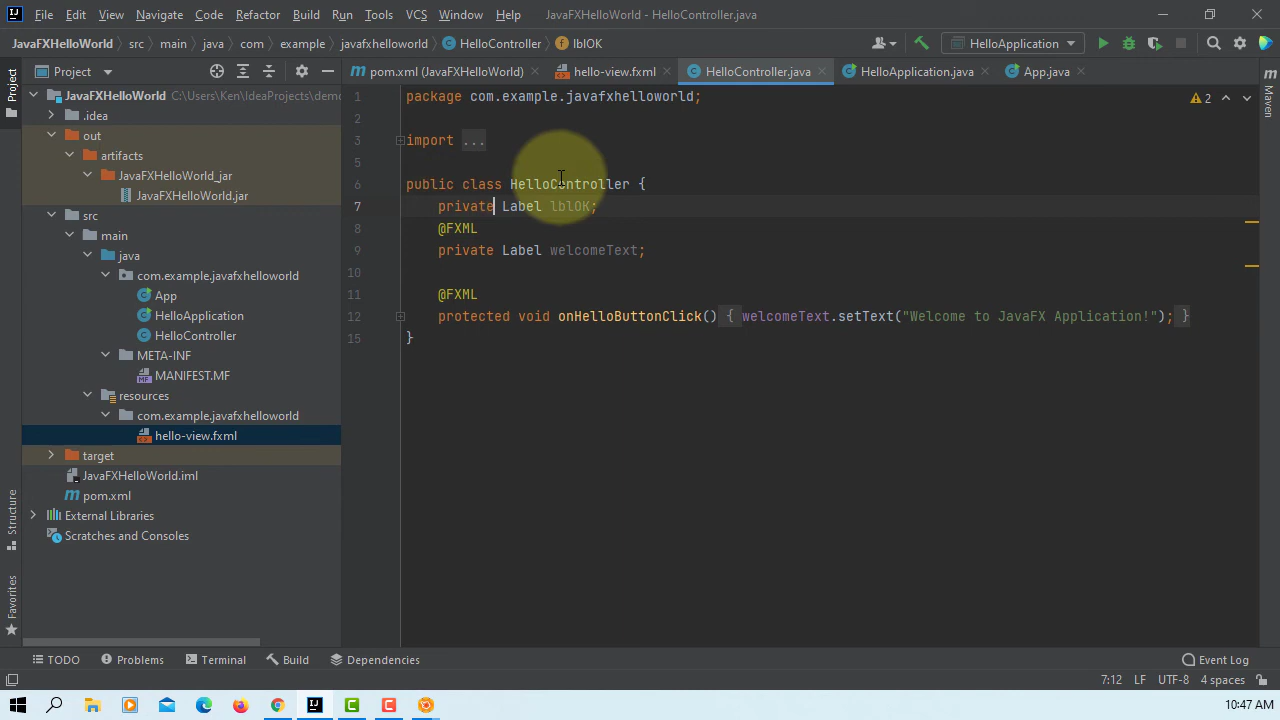 File Edit View Navigate Code Refactor Build Run Tools VCS Window Help JavaFXHelloWorld - HelloController.java
JavaFXHelloWorld src main java com example javafxhelloworld HelloController lblOK HelloApplication
Project
pom.xml (JavaFXHelloWorld) hello-view.fxml HelloController.java HelloApplication.java App.java
Project
Structure
Favorites
Maven
JavaFXHelloWorld C:\Users\Ken\IdeaProjects\demo
.idea
out
artifacts
JavaFXHelloWorld_jar
JavaFXHelloWorld.jar
src
main
java
com.example.javafxhelloworld
App
HelloApplication
HelloController
META-INF
MANIFEST.MF
resources
com.example.javafxhelloworld
hello-view.fxml
target
JavaFXHelloWorld.iml
pom.xml
External Libraries
Scratches and Consoles
1 package com.example.javafxhelloworld;
2
3 import ...
5
6 public class HelloController {
7 private Label lblOK;
8 @FXML
9 private Label welcomeText;
10
11 @FXML
12 protected void onHelloButtonClick() { welcomeText.setText("Welcome to JavaFX Application!"); }
15 }
2
TODO Problems Terminal Build Dependencies Event Log
7:12 LF UTF-8 4 spaces
10:47 AM